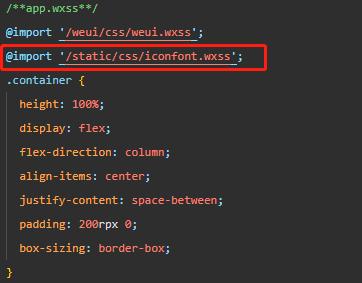 /**app.wxss**/
@import '/weui/css/weui.wxss';
@import '/static/css/iconfont.wxss';
.container {
height: 100%;
display: flex;
flex-direction: column;
align-items: center;
justify-content: space-between;
padding: 200rpx 0;
box-sizing: border-box;
}